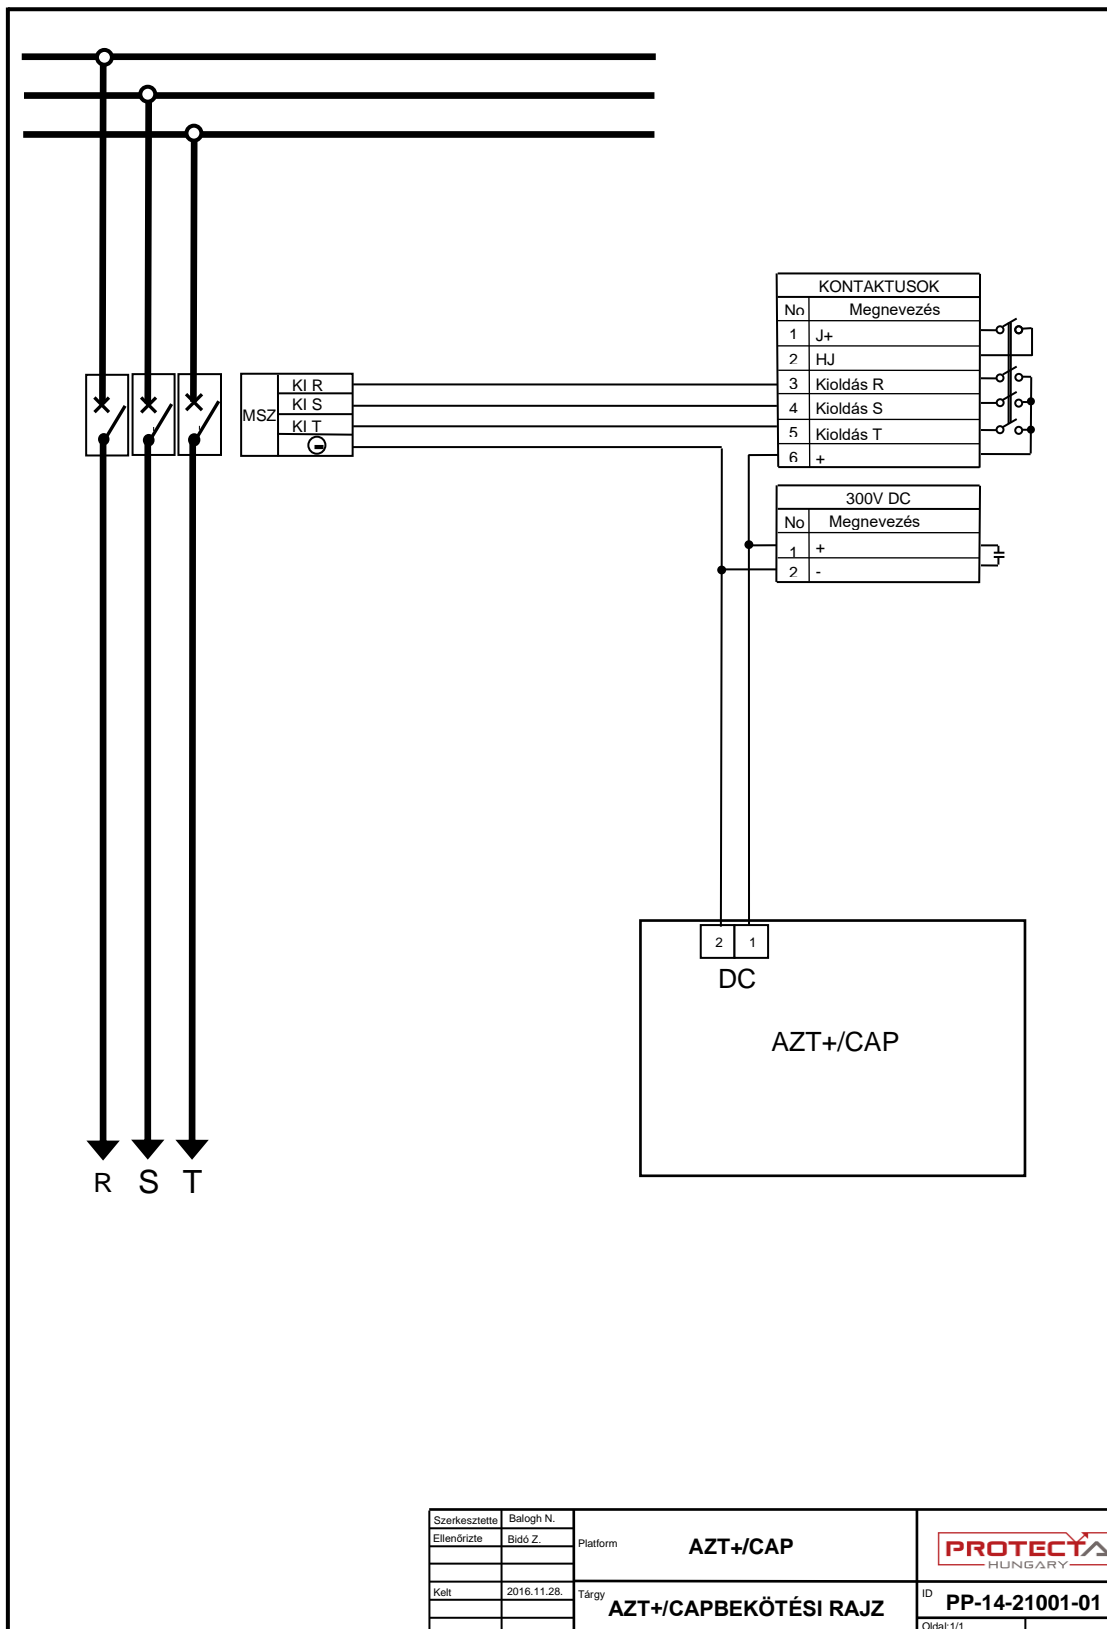 KONTAKTUSOK
No Megnevezés
1 J+
2 HJ
3 Kioldás R
4 Kioldás S
5 Kioldás T
6 +
MSZ
KI R
KI S
KI T
300V DC
No Megnevezés
1 +
2 -
2 1
DC
AZT+/CAP
R S T
Szerkesztette Balogh N.
Ellenőrizte Bidó Z.
Platform AZT+/CAP
PROTECTA
HUNGARY
Kelt 2016.11.28.
Tárgy AZT+/CAPBEKÖTÉSI RAJZ
ID PP-14-21001-01
Oldal:1/1